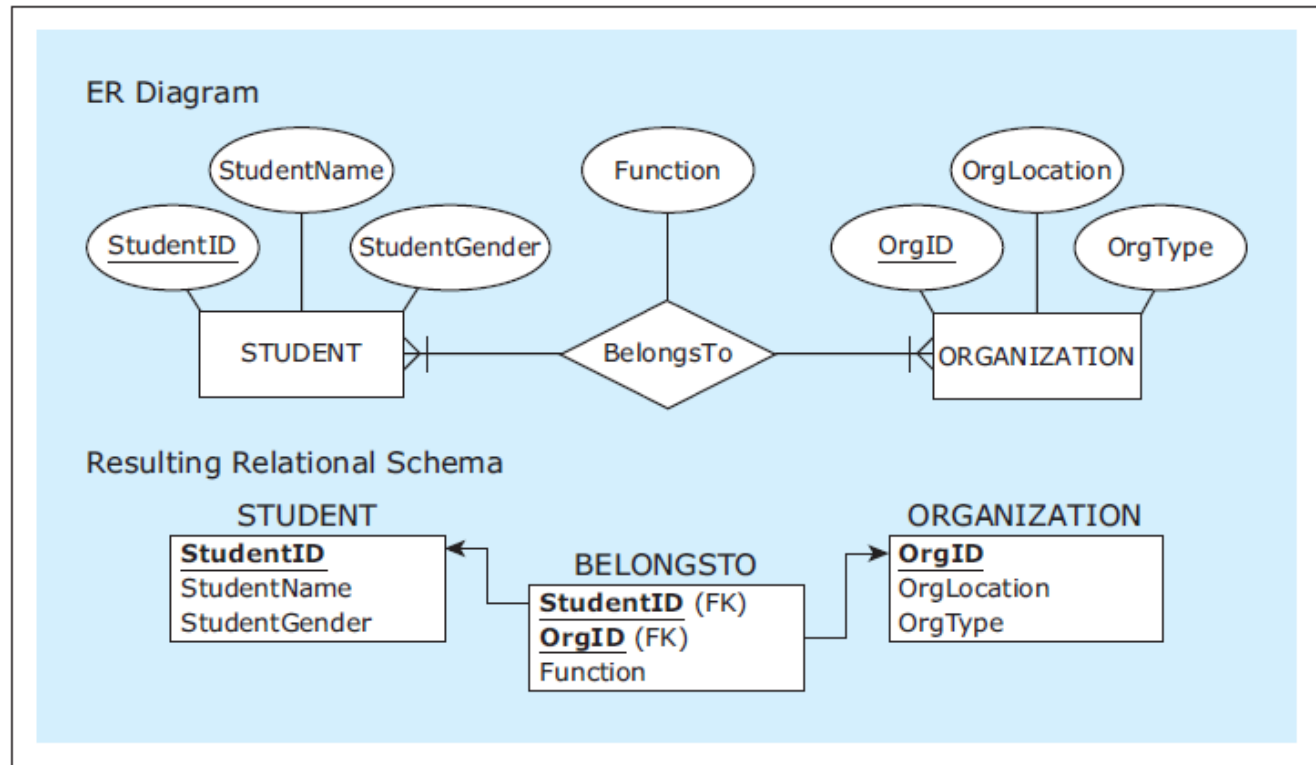 ER Diagram
StudentName
Function
OrgLocation
StudentID
StudentGender
OrgID
OrgType
STUDENT
BelongsTo
ORGANIZATION
Resulting Relational Schema
STUDENT
StudentID
StudentName
StudentGender
BELONGSTO
StudentID (FK)
OrgID (FK)
Function
ORGANIZATION
OrgID
OrgLocation
OrgType